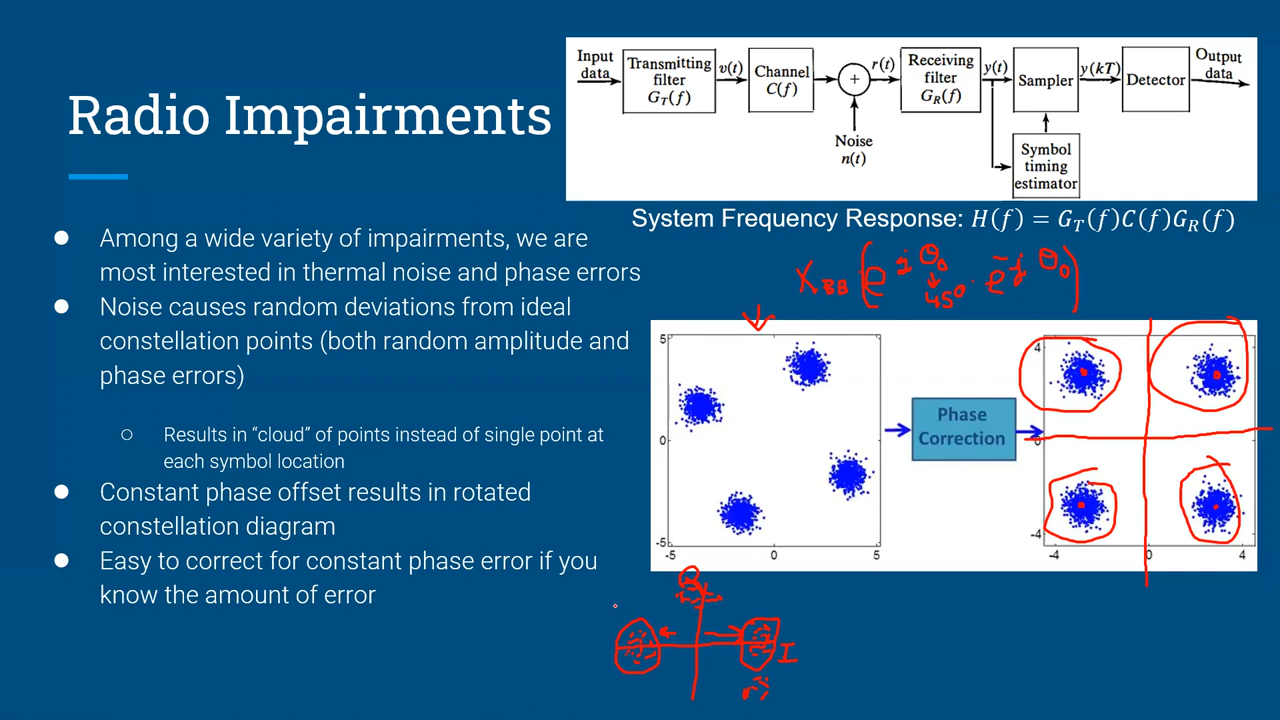 Radio Impairments
Among a wide variety of impairments, we are
most interested in thermal noise and phase errors
Noise causes random deviations from ideal
constellation points (both random amplitude and
phase errors)
Results in “cloud” of points instead of single point at
each symbol location
Constant phase offset results in rotated
constellation diagram
Easy to correct for constant phase error if you
know the amount of error
Input
data
Transmitting
filter
G_T(f)
v(t)
Channel
C(f)
+
Noise
n(t)
r(t)
Receiving
filter
G_R(f)
y(t)
Sampler
y(kT)
Detector
Output
data
Symbol
timing
estimator
System Frequency Response: H(f) = G_T(f)C(f)G_R(f)
X_BB (e^{jθ₀} · e^{-jθ₀})
45°
5
0
-5
-5 0 5
Phase
Correction
4
0
-4
-4 0 4
Q
I